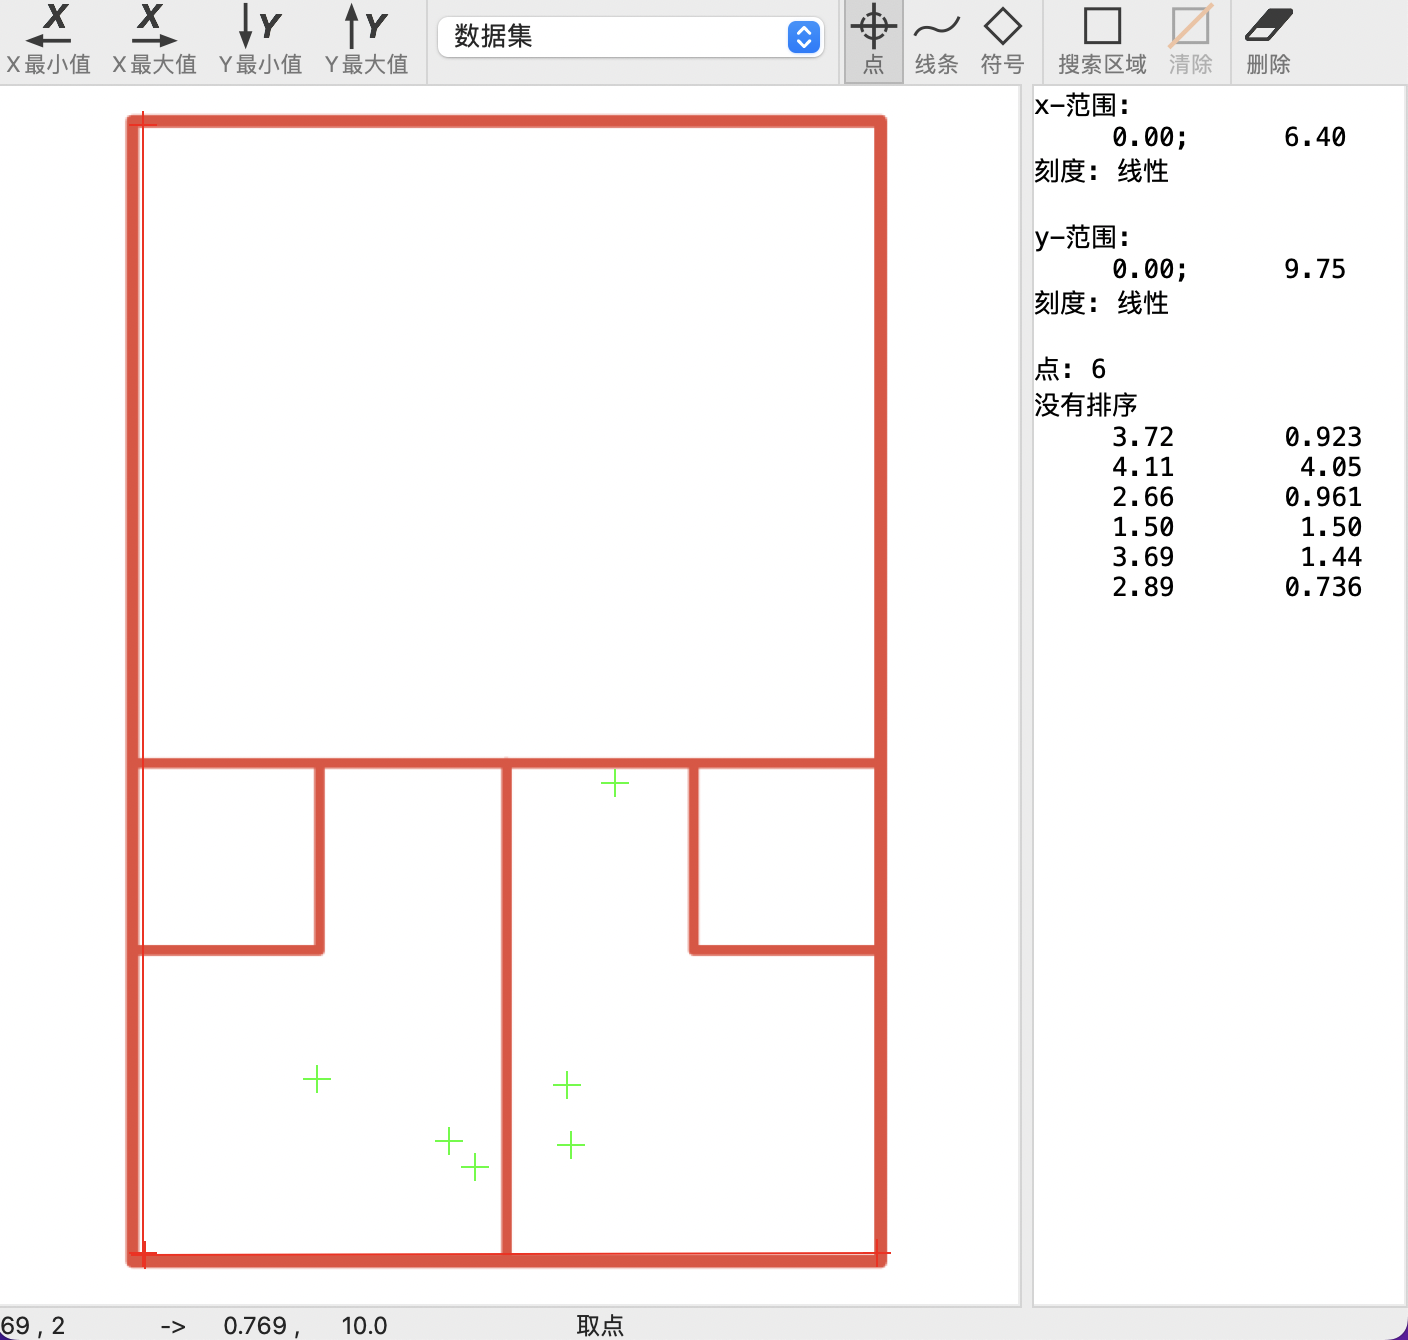 X X Y Y
X 最小值 X 最大值 Y 最小值 Y 最大值
数据集
点 线条 符号 搜索区域 清除 删除
x-范围:
0.00; 6.40
刻度: 线性
y-范围:
0.00; 9.75
刻度: 线性
点: 6
没有排序
3.72 0.923
4.11 4.05
2.66 0.961
1.50 1.50
3.69 1.44
2.89 0.736
69 , 2 -> 0.769 , 10.0 取点